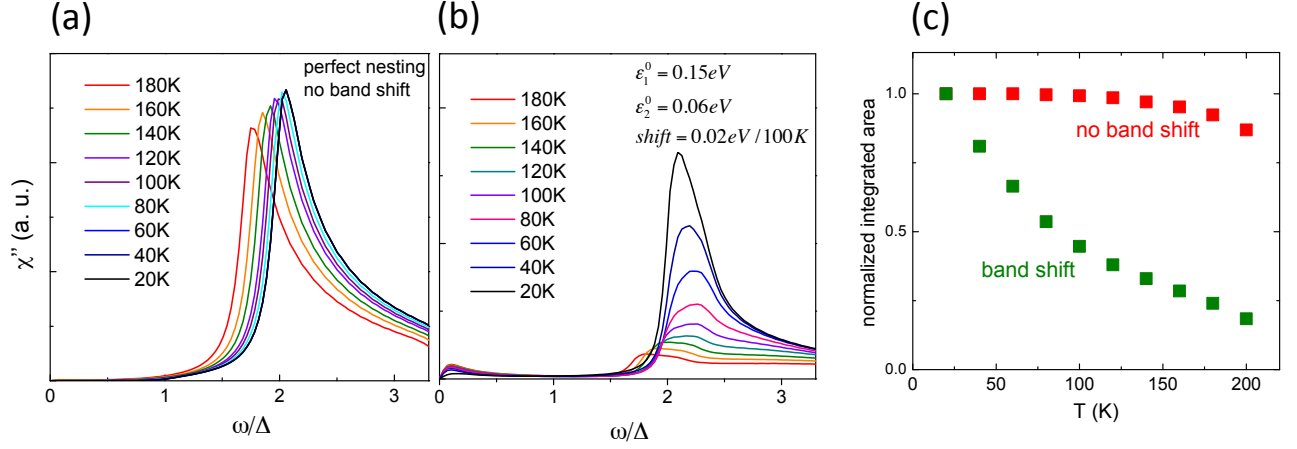 (a)
χ” (a. u.)
180K
160K
140K
120K
100K
80K
60K
40K
20K
perfect nesting
no band shift
0
1
2
3
ω/Δ
(b)
180K
160K
140K
120K
100K
80K
60K
40K
20K
ε₁⁰ = 0.15eV
ε₂⁰ = 0.06eV
shift = 0.02eV /100K
0
1
2
3
ω/Δ
(c)
normalized integrated area
1.0
0.5
0.0
no band shift
band shift
0
50
100
150
200
T (K)